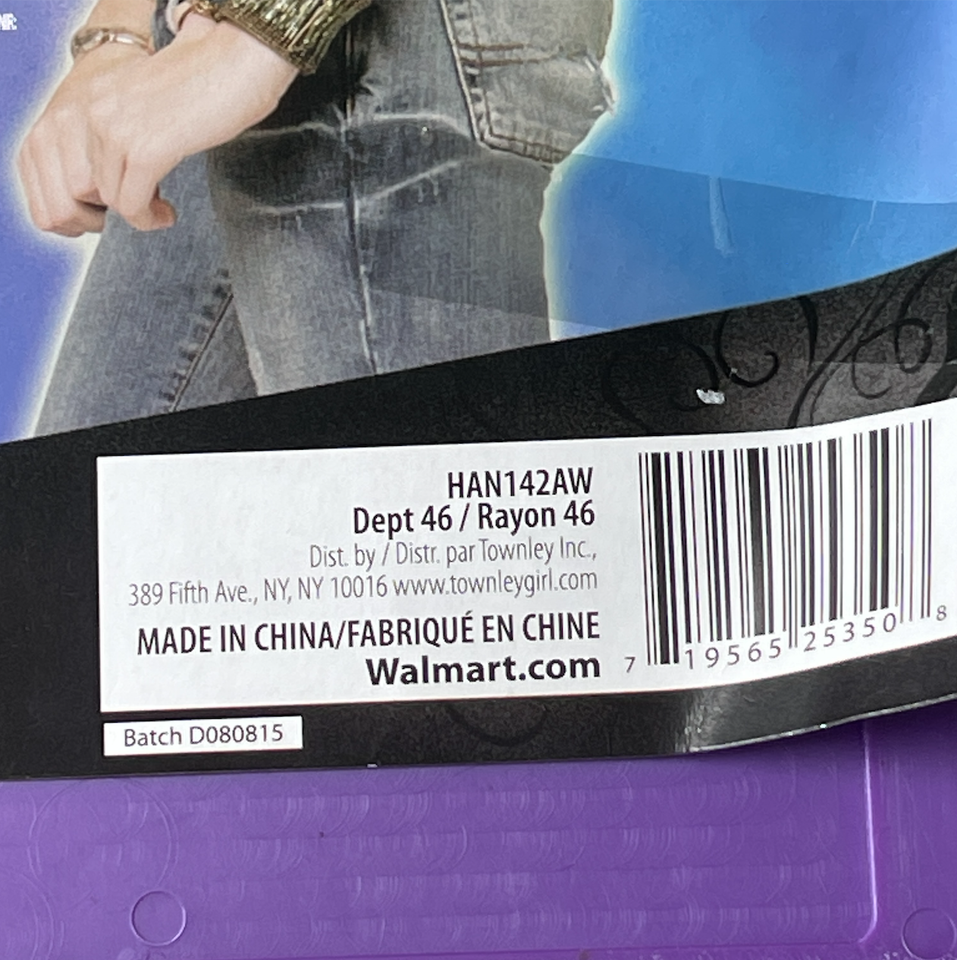 HAN142AW
Dept 46 / Rayon 46
Dist. by / Distr. par Townley Inc.,
389 Fifth Ave., NY, NY 10016 www.townleygirl.com
MADE IN CHINA/FABRIQUÉ EN CHINE
Walmart.com
7 19565 25350 8
Batch D080815